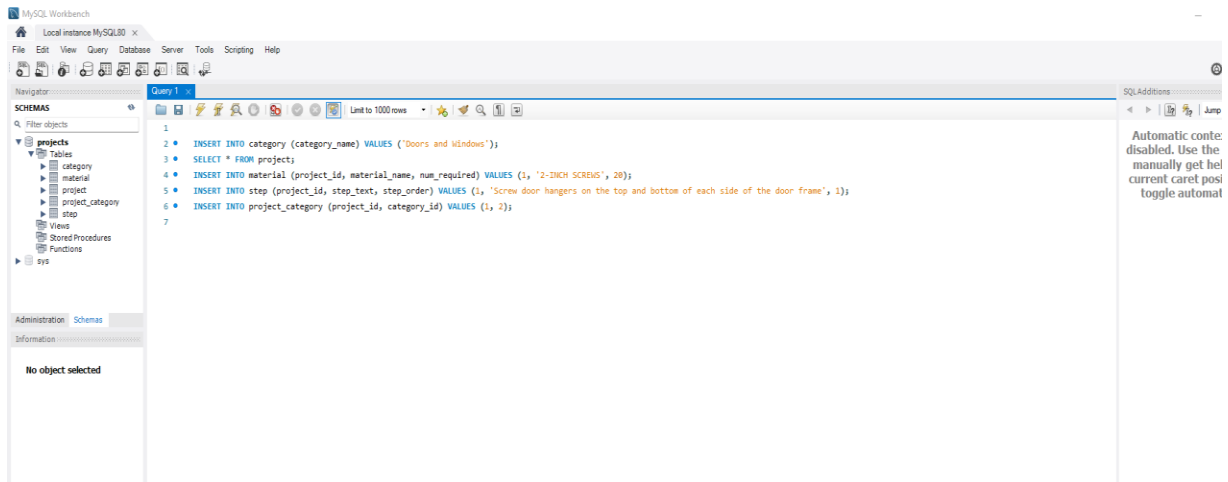 MySQL Workbench
Local instance MySQL80 ×
File Edit View Query Database Server Tools Scripting Help
Navigator
SCHEMAS
Filter objects
projects
Tables
category
material
project
project_category
step
Views
Stored Procedures
Functions
sys
Administration Schemas
Information
No object selected
Query 1 ×
Limit to 1000 rows
1
2 INSERT INTO category (category_name) VALUES ('Doors and Windows');
3 SELECT * FROM project;
4 INSERT INTO material (project_id, material_name, num_required) VALUES (1, '2-INCH SCREWS', 20);
5 INSERT INTO step (project_id, step_text, step_order) VALUES (1, 'Screw door hangers on the top and bottom of each side of the door frame', 1);
6 INSERT INTO project_category (project_id, category_id) VALUES (1, 2);
7
SQLAdditions
Jump
Automatic contex
disabled. Use the
manually get hel
current caret posi
toggle automat